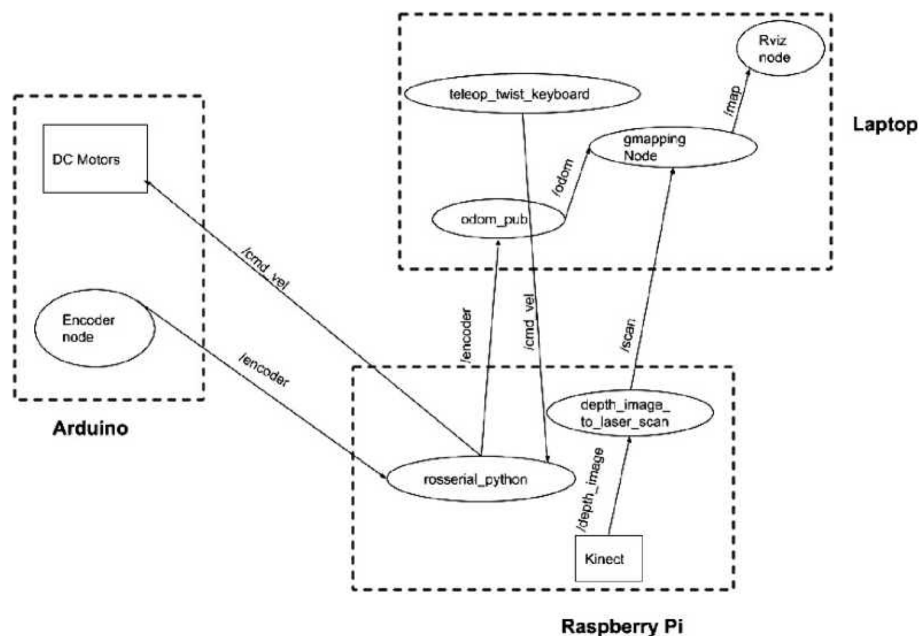 Rviz
node
teleop_twist_keyboard
/map
Laptop
gmapping
Node
DC Motors
/odom
odom_pub
/cmd_vel
/encoder
/cmd_vel
/scan
Encoder
node
/encoder
depth_image_
to_laser_scan
Arduino
rosserial_python
/depth_image
Kinect
Raspberry Pi